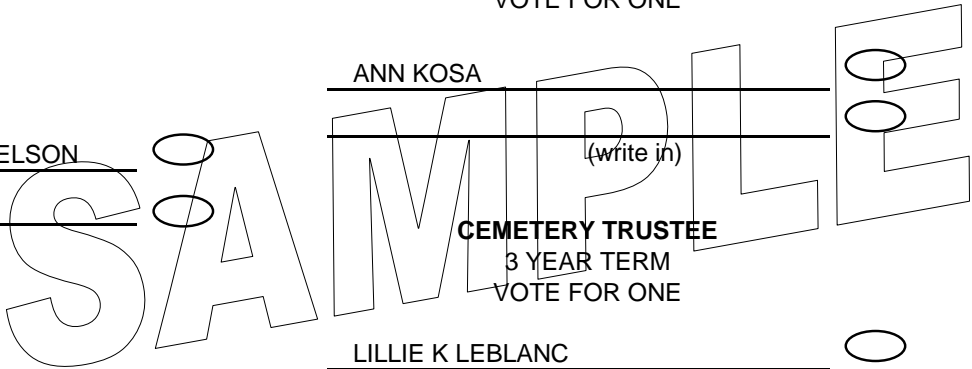 VOTE FOR ONE
ANN KOSA
(write in)
ELSON
CEMETERY TRUSTEE
3 YEAR TERM
VOTE FOR ONE
LILLIE K LEBLANC
SAMPLE